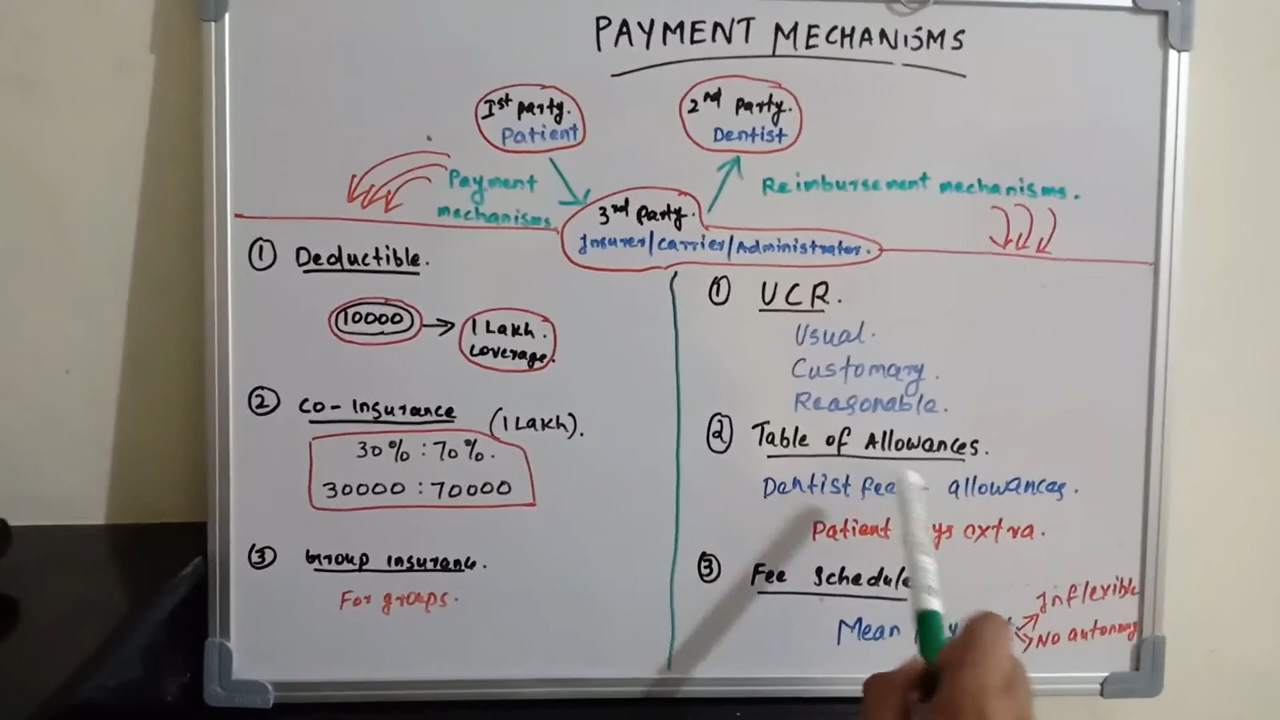 PAYMENT MECHANISMS
Ist party.
Patient
2nd Party.
Dentist
Payment
mechanisms
Reimbursement mechanisms.
3rd Party.
Insurer/Carrier/Administrator.
① Deductible.
10000 → 1 Lakh.
Coverage.
② Co-Insurance (1 Lakh).
30% : 70%.
30000 : 70000
③ Group insurance.
For groups.
① UCR.
Usual.
Customary.
Reasonable.
② Table of Allowances.
Dentist fee - allowances.
Patient extra.
③ Fee Schedule
Mean
Inflexible
No autonomy